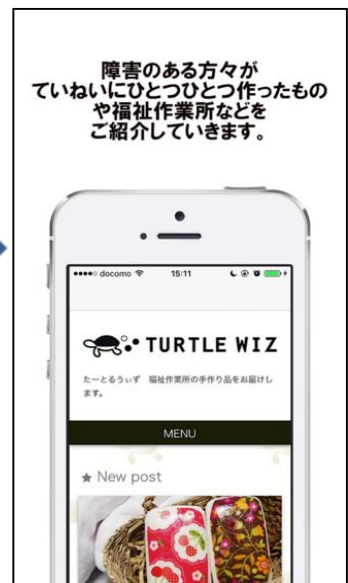 障害のある方々が
ていねいにひとつひとつ作ったもの
や福祉作業所などを
ご紹介していきます。
docomo 15:11
TURTLE WIZ
たーとるうぃず 福祉作業所の手作り品をお届けし
ます。
MENU
★ New post